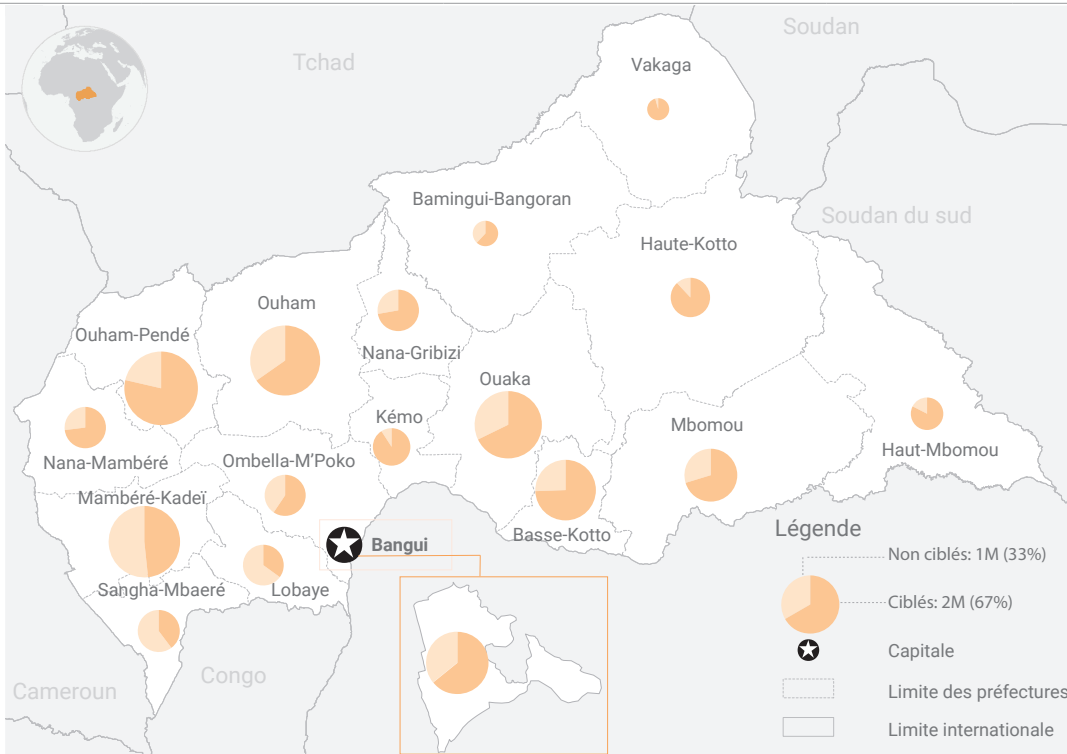 Soudan
Tchad
Vakaga
Bamingui-Bangoran
Soudan du sud
Haute-Kotto
Ouham
Ouham-Pendé
Nana-Gribizi
Ouaka
Kémo
Mbomou
Haut-Mbomou
Nana-Mambéré
Ombella-M'Poko
Mambéré-Kadeï
Basse-Kotto
Bangui
Sangha-Mbaeré
Lobaye
Congo
Cameroun
Légende
Non ciblés: 1M (33%)
Ciblés: 2M (67%)
Capitale
Limite des préfectures
Limite internationale